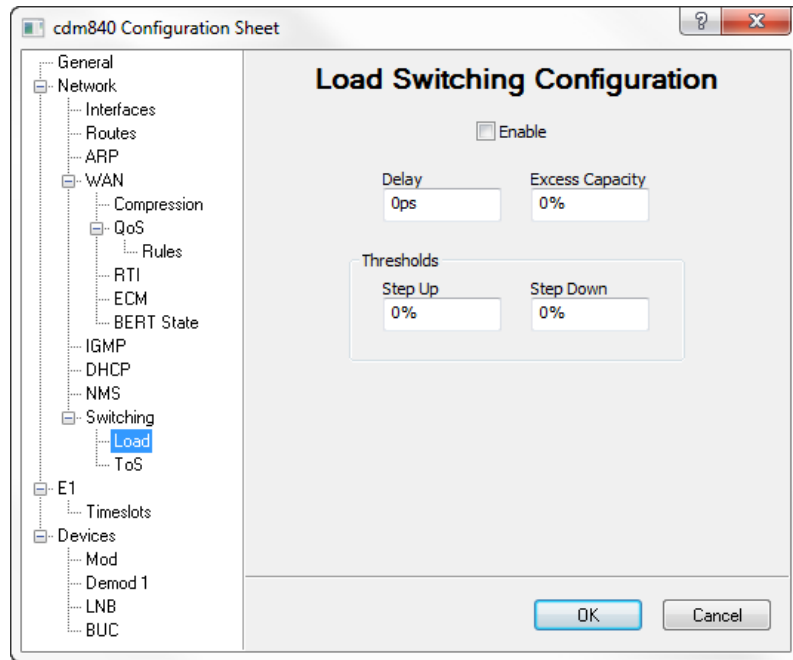 cdm840 Configuration Sheet
?
X
General
Network
Interfaces
Routes
ARP
WAN
Compression
QoS
Rules
RTI
ECM
BERT State
IGMP
DHCP
NMS
Switching
Load
ToS
E1
Timeslots
Devices
Mod
Demod 1
LNB
BUC
Load Switching Configuration
Enable
Delay Excess Capacity
0ps 0%
Thresholds
Step Up Step Down
0% 0%
OK Cancel